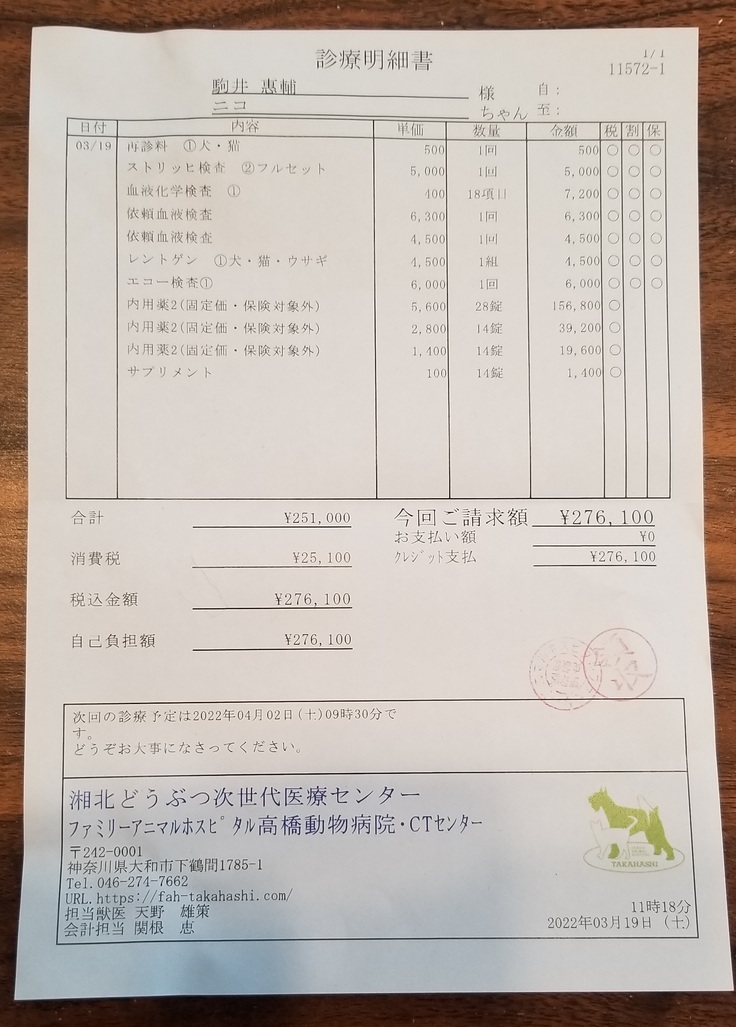 診療明細書
1/1
11572-1
駒井 惠輔 様 自:
ニコ ちゃん 至:
日付 内容 単価 数量 金額 税 割 保
03/19 再診料 ①犬・猫 500 1回 500 ○ ○ ○
ストリッヒ検査 ②フルセット 5,000 1回 5,000 ○ ○ ○
血液化学検査 ① 400 18項目 7,200 ○ ○ ○
依頼血液検査 6,300 1回 6,300 ○ ○ ○
依頼血液検査 4,500 1回 4,500 ○ ○ ○
レントゲン ①犬・猫・ウサギ 4,500 1組 4,500 ○ ○ ○
エコー検査① 6,000 1回 6,000 ○ ○ ○
内用薬2(固定価・保険対象外) 5,600 28錠 156,800 ○
内用薬2(固定価・保険対象外) 2,800 14錠 39,200 ○
内用薬2(固定価・保険対象外) 1,400 14錠 19,600 ○
サプリメント 100 14錠 1,400 ○
合計 ¥251,000
消費税 ¥25,100
税込金額 ¥276,100
自己負担額 ¥276,100
今回ご請求額 ¥276,100
お支払い額 ¥0
クレジット支払 ¥276,100
次回の診療予定は2022年04月02日(土)09時30分で
す。
どうぞお大事になさってください。
湘北どうぶつ次世代医療センター
ファミリーアニマルホスピタル高橋動物病院・CTセンター
〒242-0001
神奈川県大和市下鶴間1785-1
Tel.046-274-7662
URL.https://fah-takahashi.com/
担当獣医 天野 雄策
会計担当 関根 恵
TAKAHASHI
11時18分
2022年03月19日 (土)